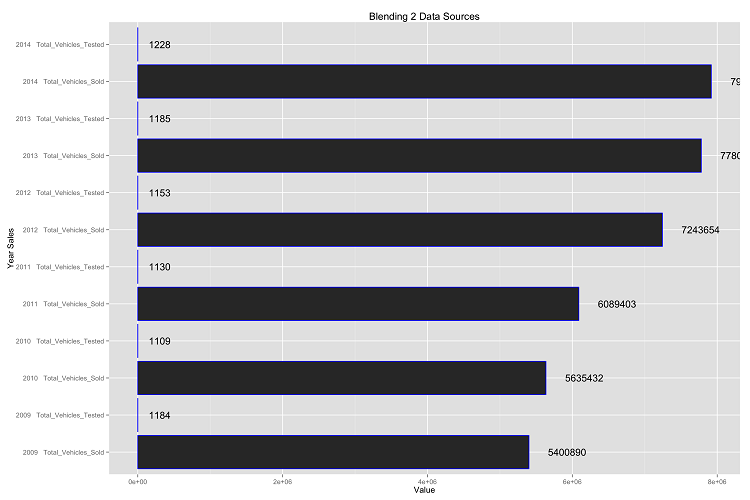 Blending 2 Data Sources
2014 Total_Vehicles_Tested 1228
2014 Total_Vehicles_Sold 79
2013 Total_Vehicles_Tested 1185
2013 Total_Vehicles_Sold 7780
2012 Total_Vehicles_Tested 1153
2012 Total_Vehicles_Sold 7243654
2011 Total_Vehicles_Tested 1130
2011 Total_Vehicles_Sold 6089403
2010 Total_Vehicles_Tested 1109
2010 Total_Vehicles_Sold 5635432
2009 Total_Vehicles_Tested 1184
2009 Total_Vehicles_Sold 5400890
Year Sales
0e+00 2e+06 4e+06 6e+06 8e+06
Value